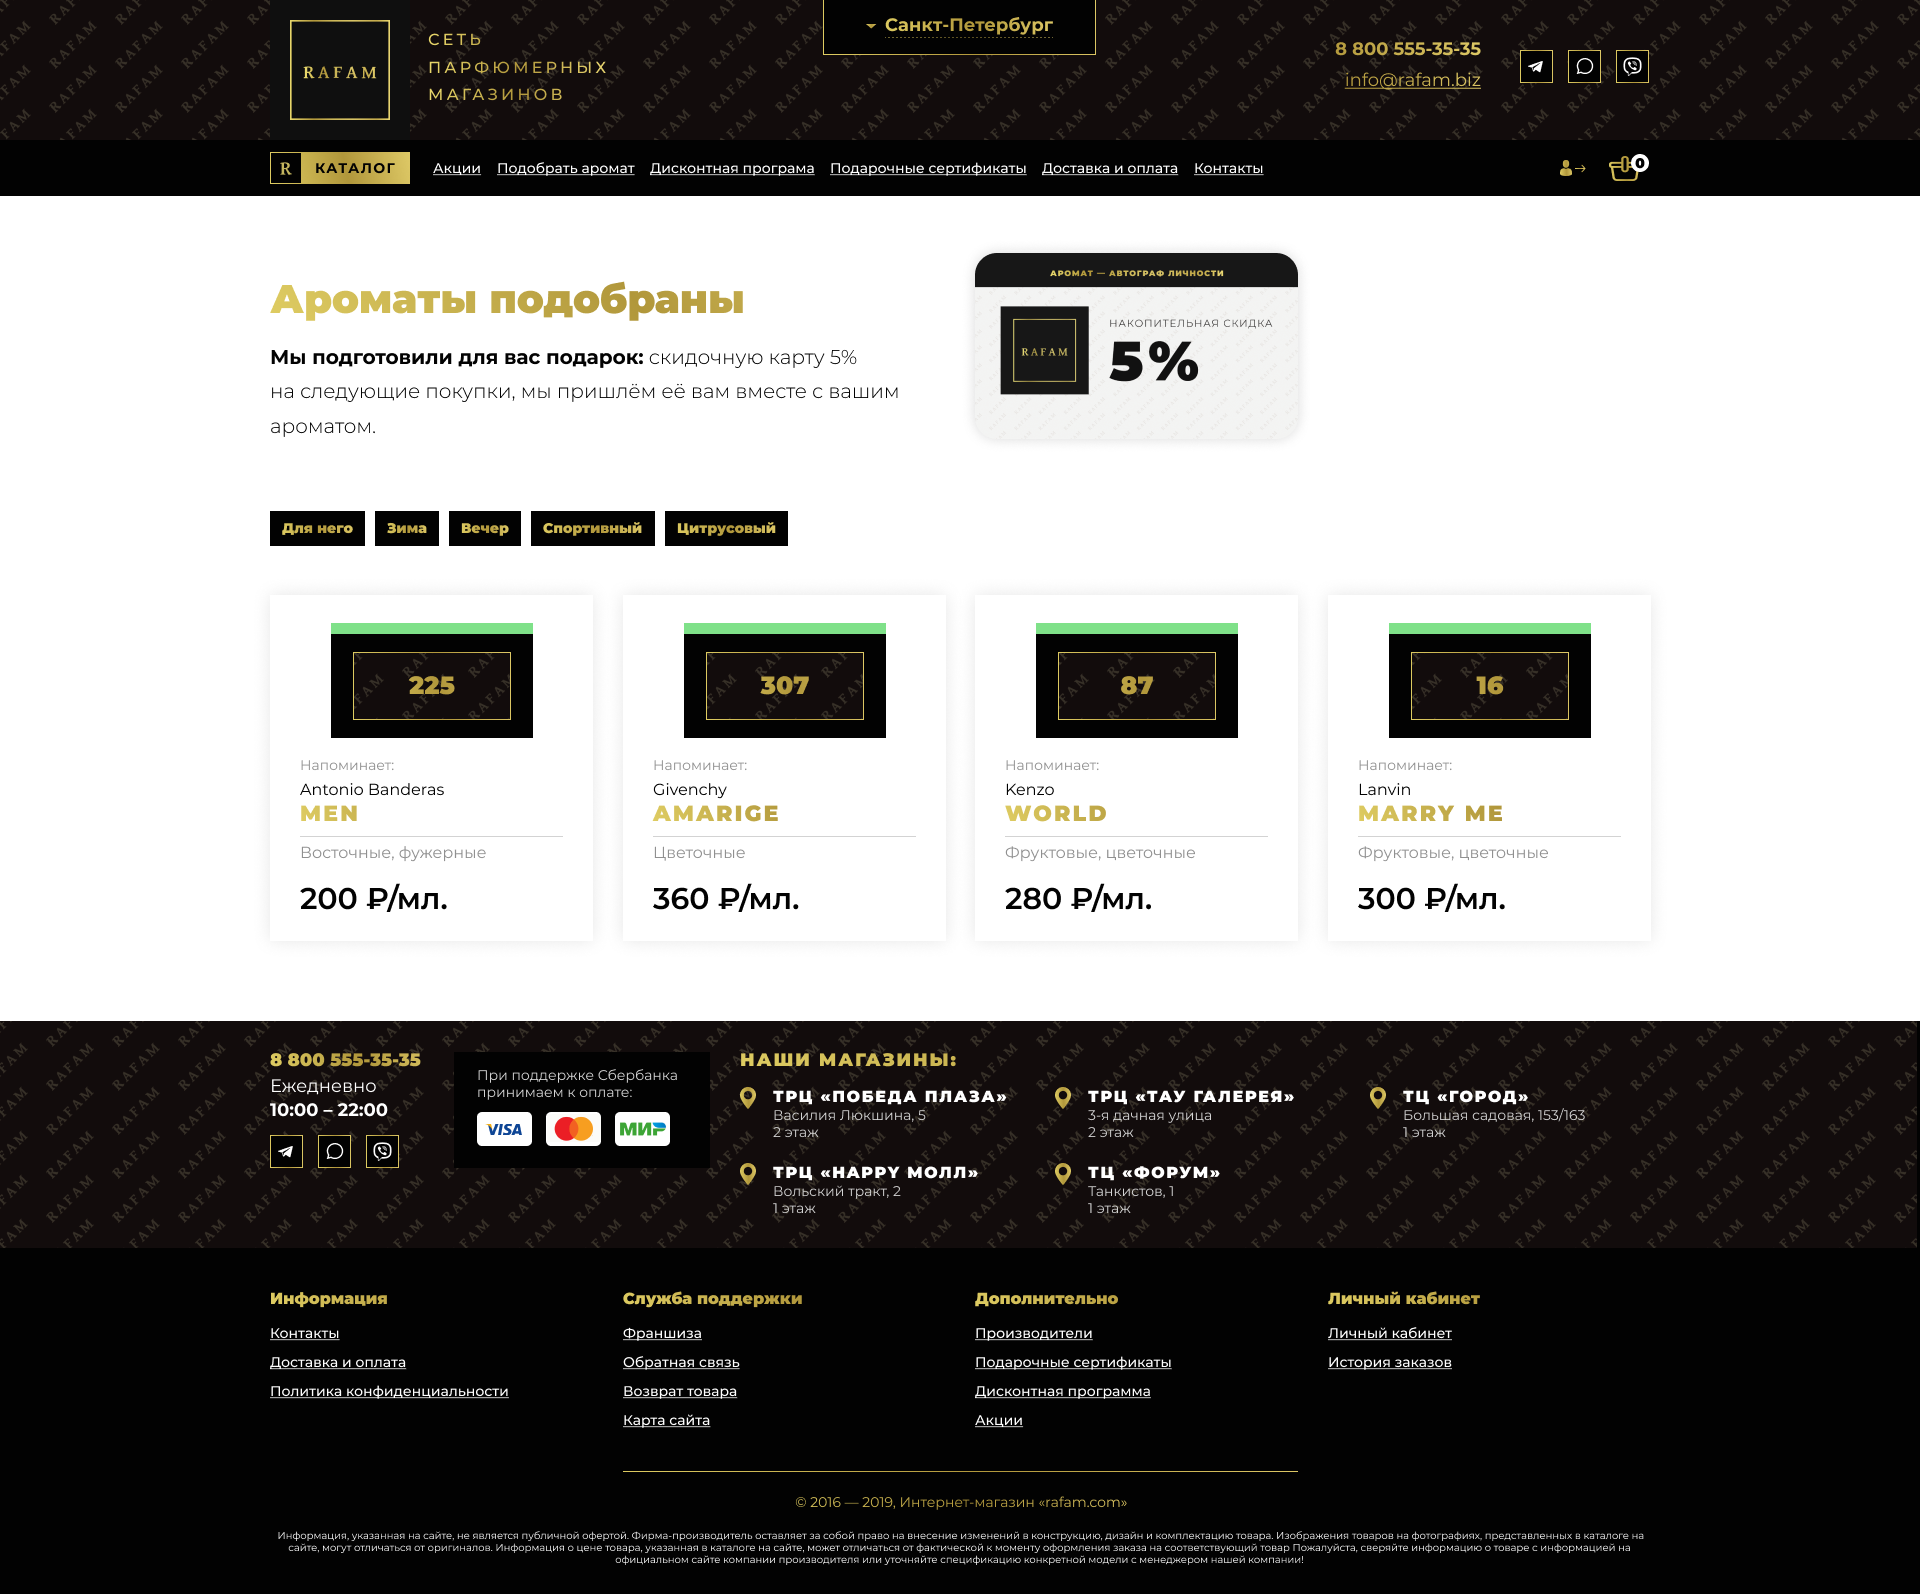 RAFAM
СЕТЬ
ПАРФЮМЕРНЫХ
МАГАЗИНОВ
Санкт-Петербург
8 800 555-35-35
info@rafam.biz
R КАТАЛОГ
Акции Подобрать аромат Дисконтная програма Подарочные сертификаты Доставка и оплата Контакты
0
Ароматы подобраны
Мы подготовили для вас подарок: скидочную карту 5%
на следующие покупки, мы пришлём её вам вместе с вашим
ароматом.
АРОМАТ — АВТОГРАФ ЛИЧНОСТИ
RAFAM
НАКОПИТЕЛЬНАЯ СКИДКА
5%
Для него Зима Вечер Спортивный Цитрусовый
225
Напоминает:
Antonio Banderas
MEN
Восточные, фужерные
200 ₽/мл.
307
Напоминает:
Givenchy
AMARIGE
Цветочные
360 ₽/мл.
87
Напоминает:
Kenzo
WORLD
Фруктовые, цветочные
280 ₽/мл.
16
Напоминает:
Lanvin
MARRY ME
Фруктовые, цветочные
300 ₽/мл.
8 800 555-35-35
Ежедневно
10:00 – 22:00
При поддержке Сбербанка
принимаем к оплате:
VISA
МИР
НАШИ МАГАЗИНЫ:
ТРЦ «ПОБЕДА ПЛАЗА»
Василия Люкшина, 5
2 этаж
ТРЦ «ТАУ ГАЛЕРЕЯ»
3-я дачная улица
2 этаж
ТЦ «ГОРОД»
Большая садовая, 153/163
1 этаж
ТРЦ «HAPPY МОЛЛ»
Вольский тракт, 2
1 этаж
ТЦ «ФОРУМ»
Танкистов, 1
1 этаж
Информация
Контакты
Доставка и оплата
Политика конфиденциальности
Служба поддержки
Франшиза
Обратная связь
Возврат товара
Карта сайта
Дополнительно
Производители
Подарочные сертификаты
Дисконтная программа
Акции
Личный кабинет
Личный кабинет
История заказов
© 2016 — 2019, Интернет-магазин «rafam.com»
Информация, указанная на сайте, не является публичной офертой. Фирма-производитель оставляет за собой право на внесение изменений в конструкцию, дизайн и комплектацию товара. Изображения товаров на фотографиях, представленных в каталоге на
сайте, могут отличаться от оригиналов. Информация о цене товара, указанная в каталоге на сайте, может отличаться от фактической к моменту оформления заказа на соответствующий товар Пожалуйста, сверяйте информацию о товаре с информацией на
официальном сайте компании производителя или уточняйте спецификацию конкретной модели с менеджером нашей компании!